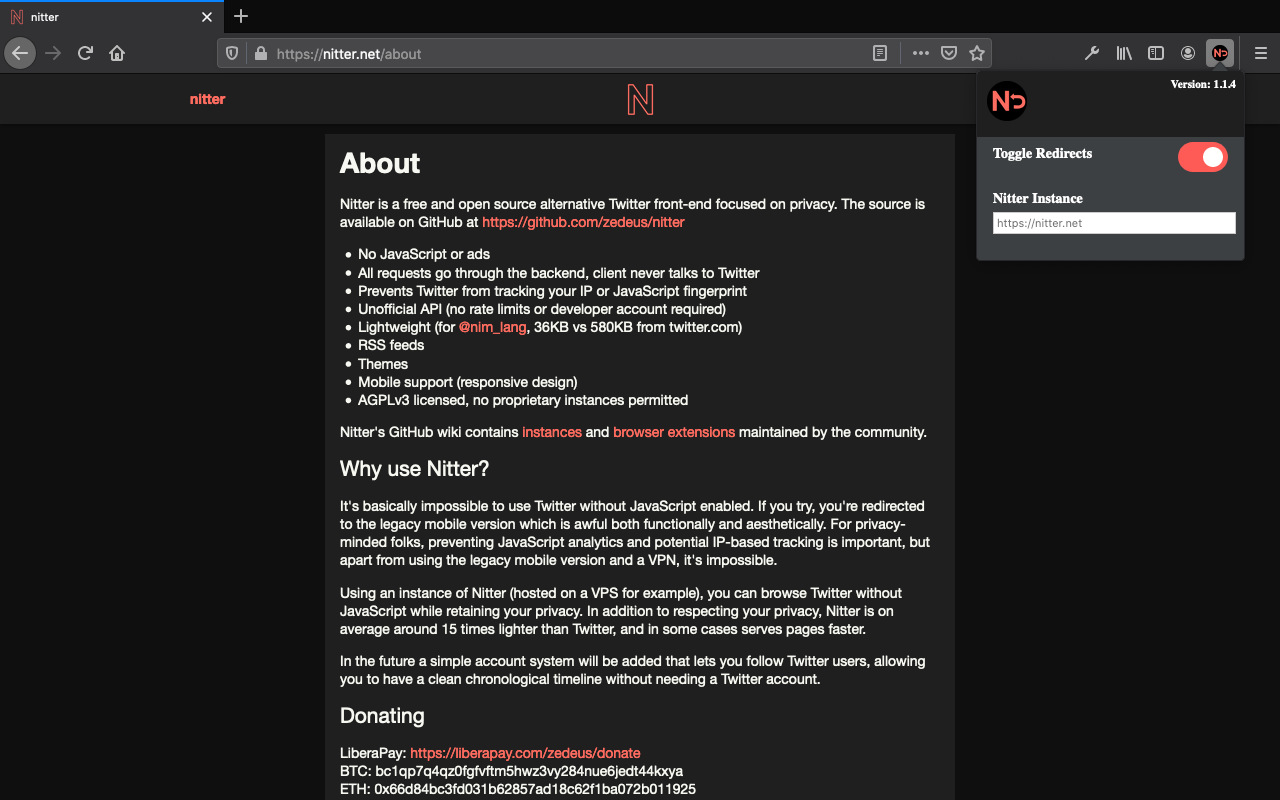 nitter
https://nitter.net/about
nitter
N
Version: 1.1.4
Toggle Redirects
Nitter Instance
https://nitter.net
About
Nitter is a free and open source alternative Twitter front-end focused on privacy. The source is
available on GitHub at https://github.com/zedeus/nitter
No JavaScript or ads
All requests go through the backend, client never talks to Twitter
Prevents Twitter from tracking your IP or JavaScript fingerprint
Unofficial API (no rate limits or developer account required)
Lightweight (for @nim_lang, 36KB vs 580KB from twitter.com)
RSS feeds
Themes
Mobile support (responsive design)
AGPLv3 licensed, no proprietary instances permitted
Nitter's GitHub wiki contains instances and browser extensions maintained by the community.
Why use Nitter?
It's basically impossible to use Twitter without JavaScript enabled. If you try, you're redirected
to the legacy mobile version which is awful both functionally and aesthetically. For privacy-
minded folks, preventing JavaScript analytics and potential IP-based tracking is important, but
apart from using the legacy mobile version and a VPN, it's impossible.
Using an instance of Nitter (hosted on a VPS for example), you can browse Twitter without
JavaScript while retaining your privacy. In addition to respecting your privacy, Nitter is on
average around 15 times lighter than Twitter, and in some cases serves pages faster.
In the future a simple account system will be added that lets you follow Twitter users, allowing
you to have a clean chronological timeline without needing a Twitter account.
Donating
LiberaPay: https://liberapay.com/zedeus/donate
BTC: bc1qp7q4qz0fgfvftm5hwz3vy284nue6jedt44kxya
ETH: 0x66d84bc3fd031b62857ad18c62f1ba072b011925